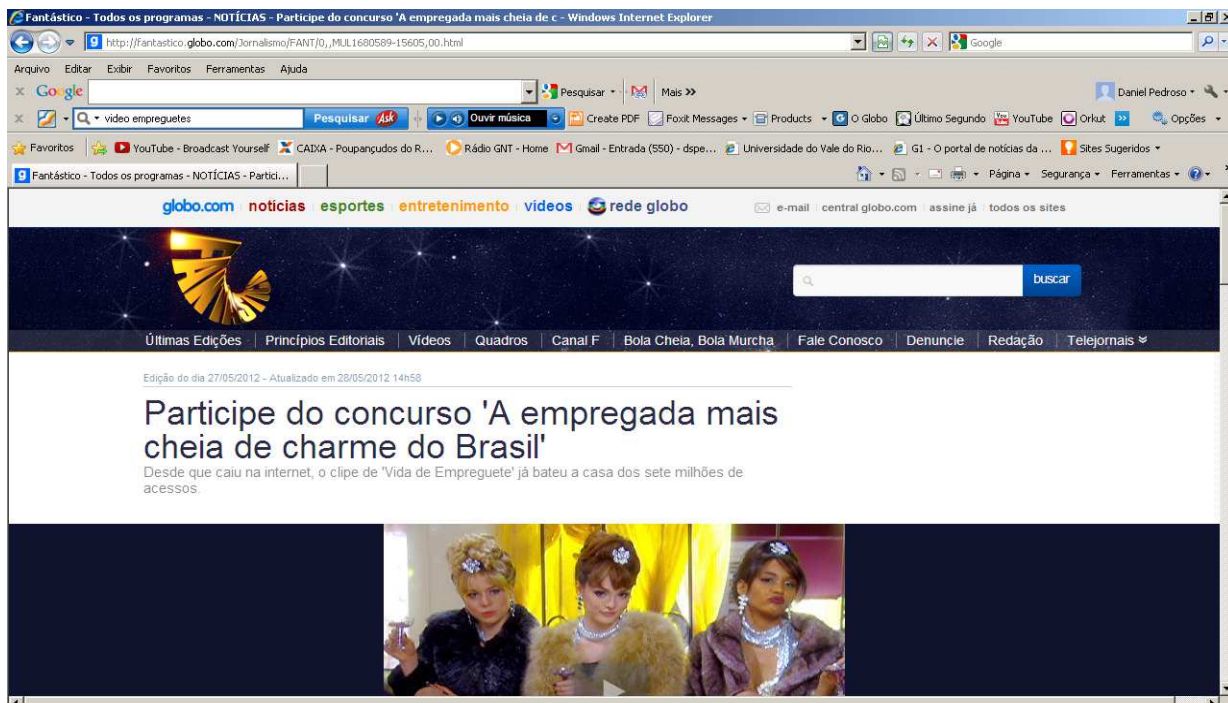 Fantástico - Todos os programas - NOTÍCIAS - Participe do concurso 'A empregada mais cheia de c - Windows Internet Explorer
http://fantastico.globo.com/Jornalismo/FANT/0,,MUL1680589-15605,00.html
Google
Arquivo Editar Exibir Favoritos Ferramentas Ajuda
x Google Pesquisar Mais >> Daniel Pedroso
x video empreguetes Pesquisar Ask Ouvir música Create PDF Foxit Messages Products O Globo Último Segundo YouTube Orkut Opções
Favoritos YouTube - Broadcast Yourself CAIXA - Poupançudos do R... Rádio GNT - Home Gmail - Entrada (550) - dspe... Universidade do Vale do Rio... G1 - O portal de notícias da ... Sites Sugeridos
Fantástico - Todos os programas - NOTÍCIAS - Partici... Página Segurança Ferramentas
globo.com notícias esportes entretenimento vídeos rede globo e-mail central globo.com assine já todos os sites
buscar
Últimas Edições Princípios Editoriais Vídeos Quadros Canal F Bola Cheia, Bola Murcha Fale Conosco Denuncie Redação Telejornais
Edição do dia 27/05/2012 - Atualizado em 28/05/2012 14h58
Participe do concurso 'A empregada mais
cheia de charme do Brasil'
Desde que caiu na internet, o clipe de 'Vida de Empreguete' já bateu a casa dos sete milhões de
acessos.